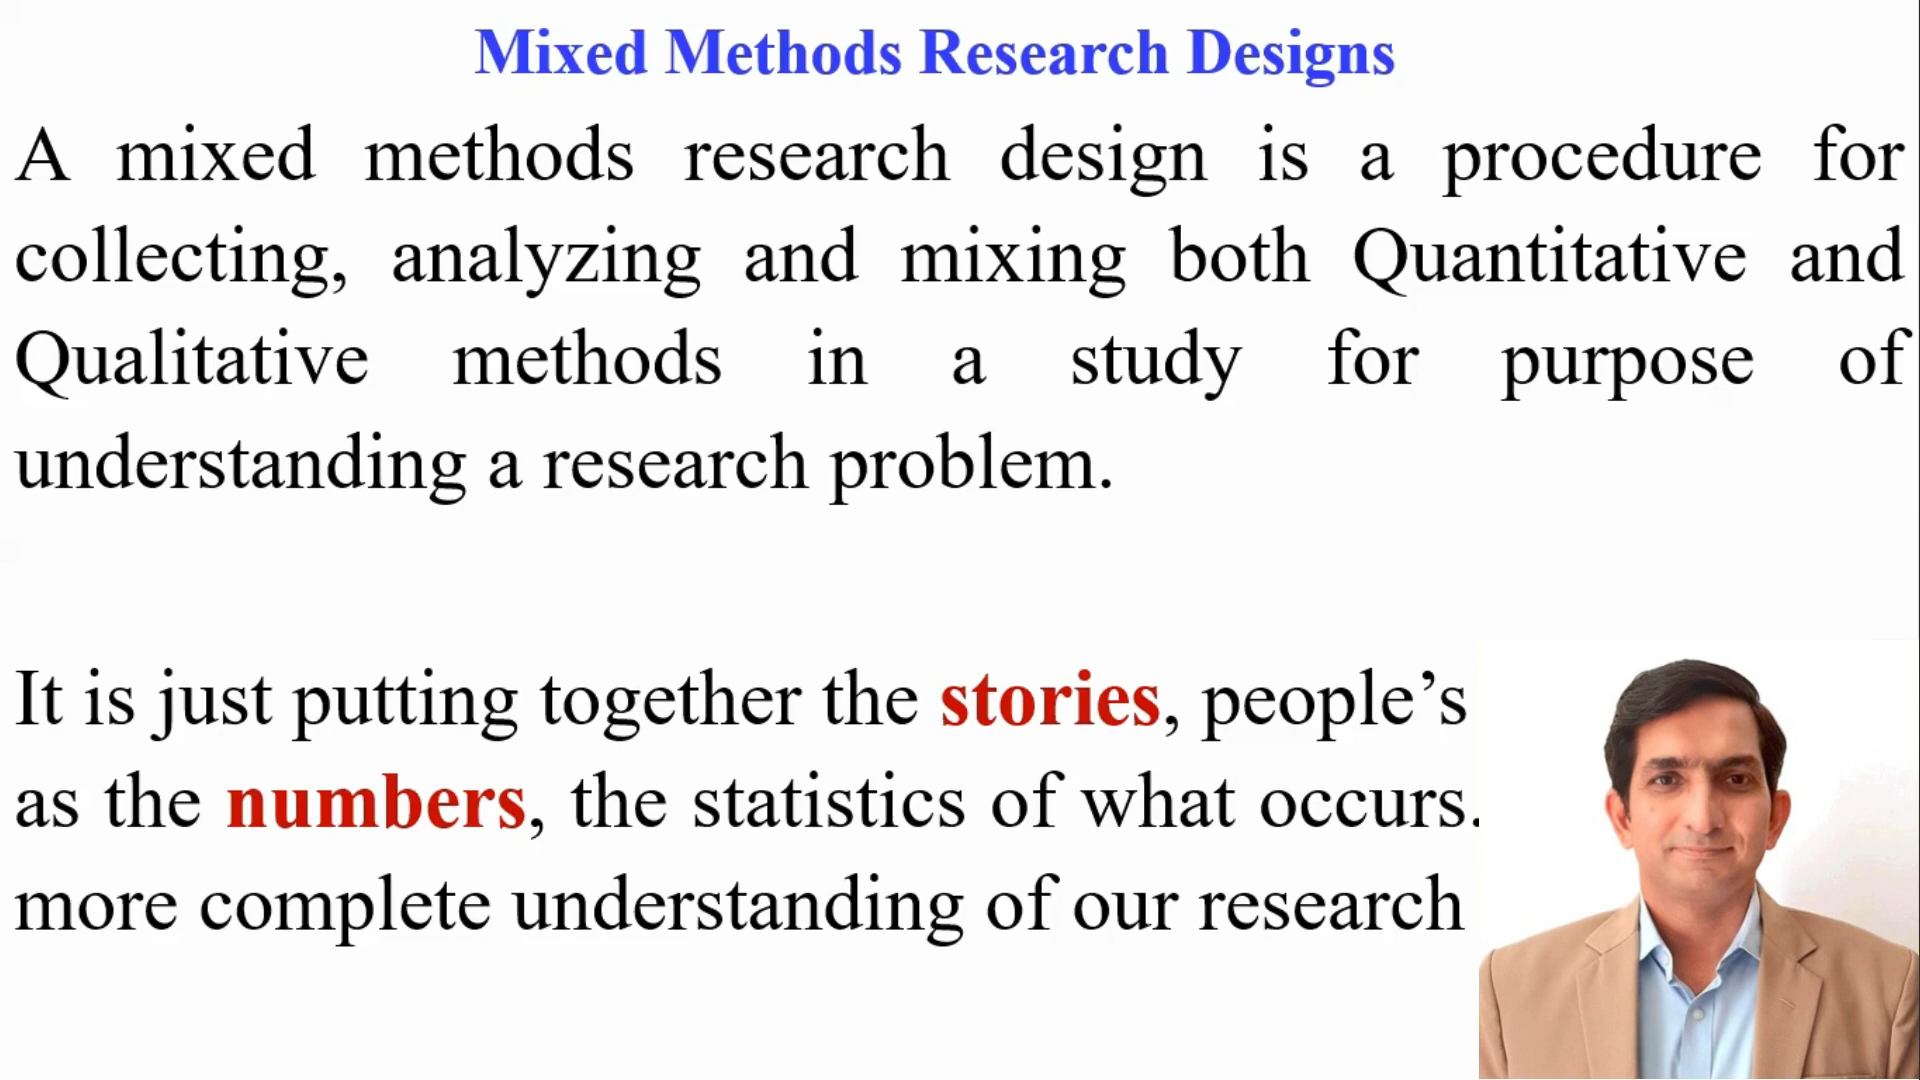 Mixed Methods Research Designs
A mixed methods research design is a procedure for
collecting, analyzing and mixing both Quantitative and
Qualitative methods in a study for purpose of
understanding a research problem.
It is just putting together the stories, people’s
as the numbers, the statistics of what occurs.
more complete understanding of our research